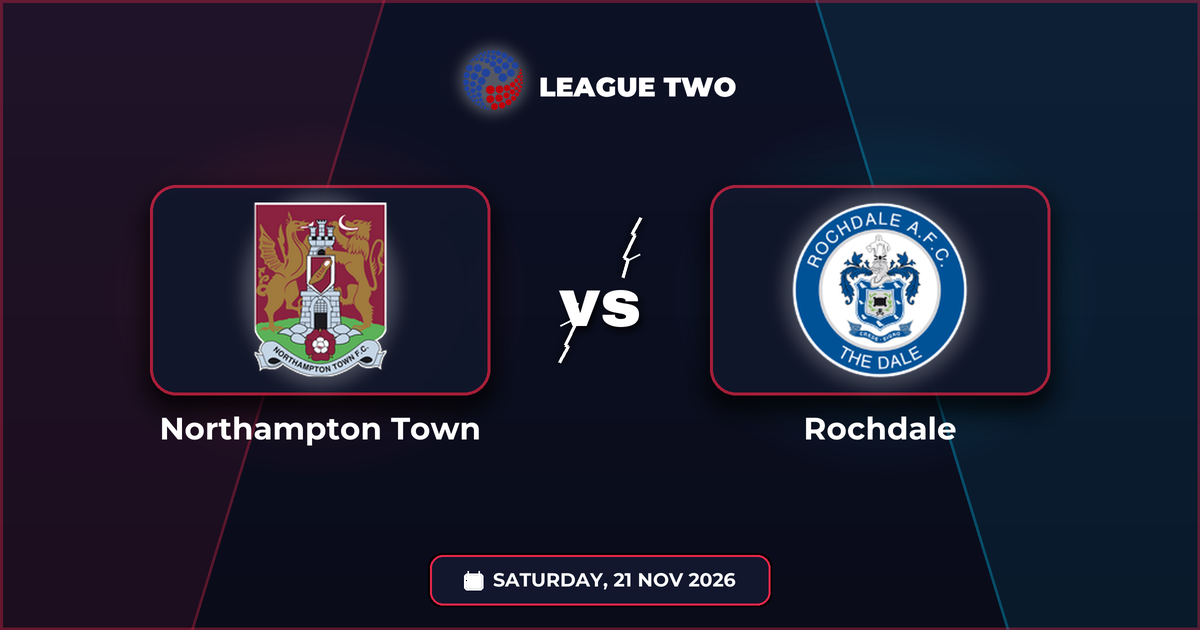 LEAGUE TWO
NORTHAMPTON TOWN F.C.
vs
ROCHDALE A.F.C.
THE DALE
Northampton Town
Rochdale
SATURDAY, 21 NOV 2026